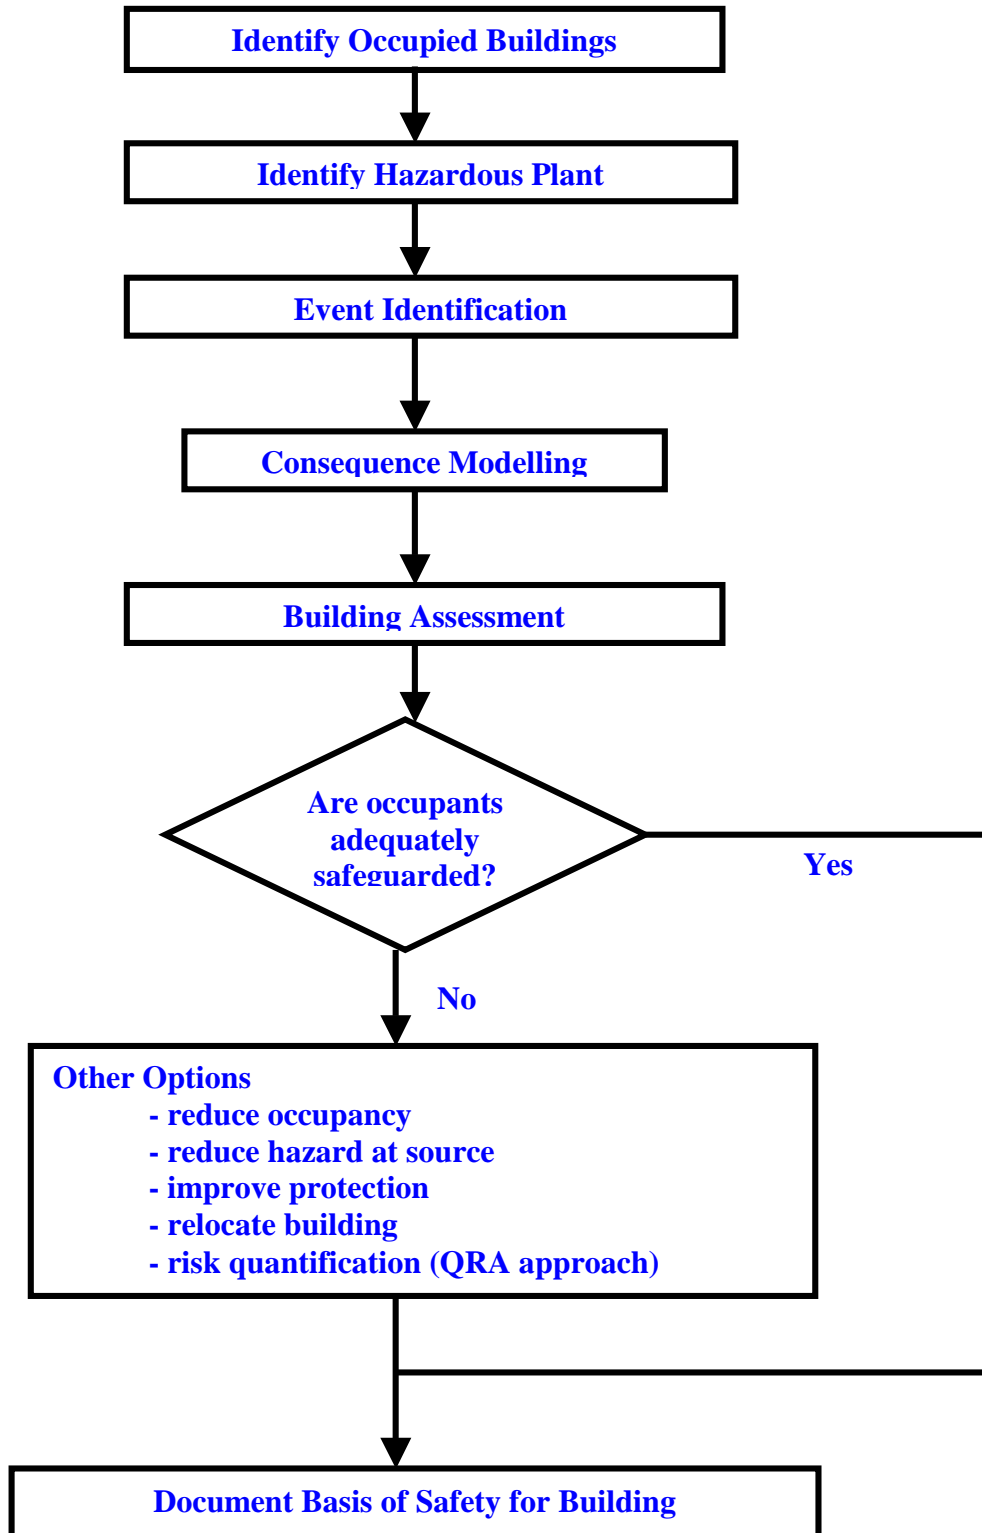 Identify Occupied Buildings
Identify Hazardous Plant
Event Identification
Consequence Modelling
Building Assessment
Are occupants
adequately
safeguarded?
Yes
No
Other Options
- reduce occupancy
- reduce hazard at source
- improve protection
- relocate building
- risk quantification (QRA approach)
Document Basis of Safety for Building